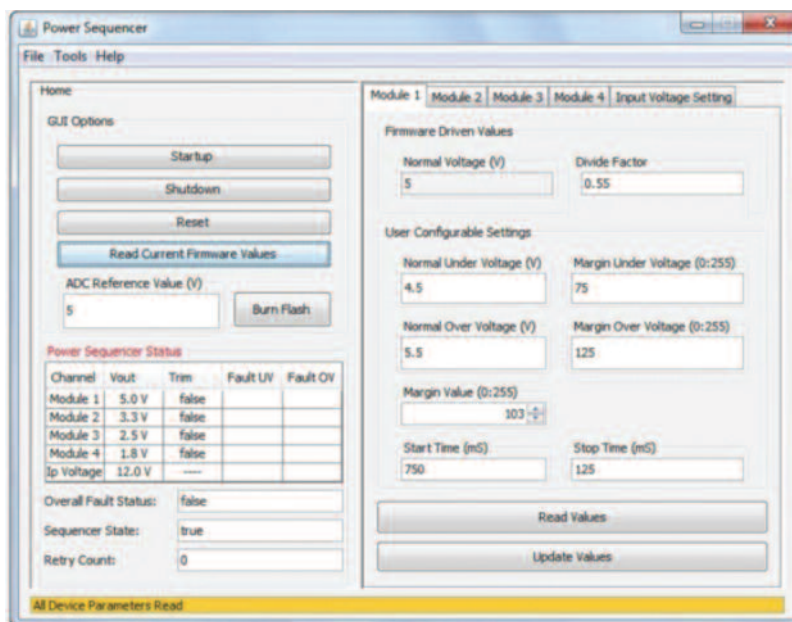 Power Sequencer
File Tools Help
Home
GUI Options
Startup
Shutdown
Reset
Read Current Firmware Values
ADC Reference Value (V)
5
Burn Flash
Power Sequencer Status
Channel Vout Trim Fault UV Fault OV
Module 1 5.0 V false
Module 2 3.3 V false
Module 3 2.5 V false
Module 4 1.8 V false
Ip Voltage 12.0 V ----
Overall Fault Status: false
Sequencer State: true
Retry Count: 0
Module 1 Module 2 Module 3 Module 4 Input Voltage Setting
Firmware Driven Values
Normal Voltage (V) Divide Factor
5 0.55
User Configurable Settings
Normal Under Voltage (V) Margin Under Voltage (0:255)
4.5 75
Normal Over Voltage (V) Margin Over Voltage (0:255)
5.5 125
Margin Value (0:255)
103
Start Time (mS) Stop Time (mS)
750 125
Read Values
Update Values
All Device Parameters Read